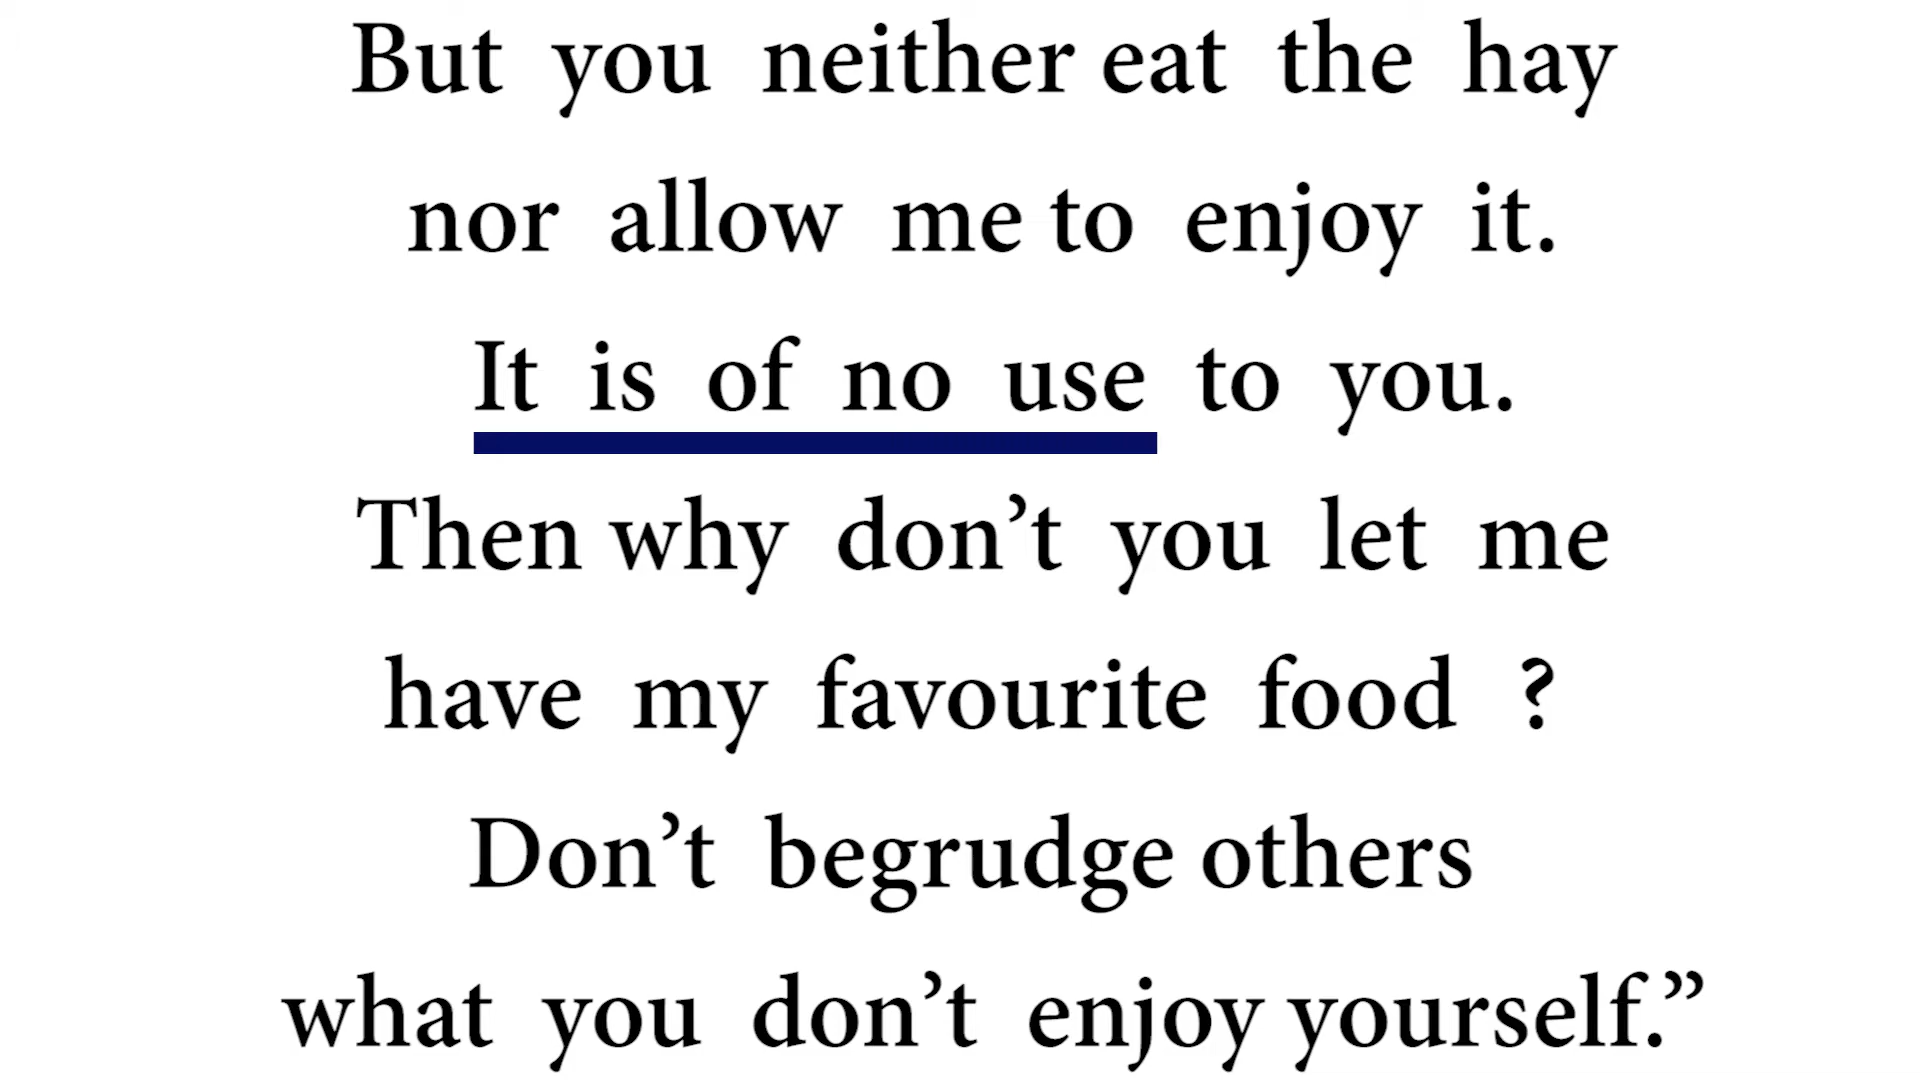 But you neither eat the hay
nor allow me to enjoy it.
It is of no use to you.
Then why don’t you let me
have my favourite food ?
Don’t begrudge others
what you don’t enjoy yourself.”